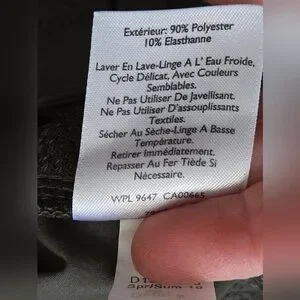 Extérieur: 90% Polyester
10% Elasthanne
Laver En Lave-Linge A L' Eau Froide,
Cycle Délicat, Avec Couleurs
Semblables.
Ne Pas Utiliser De Javellisant.
Ne Pas Utiliser D'assouplissants
Textiles.
Sécher Au Sèche-Linge A Basse
Température.
Retirer Immédiatement.
Repasser Au Fer Tiède Si
Nécessaire.
WPL 9647 CA00665